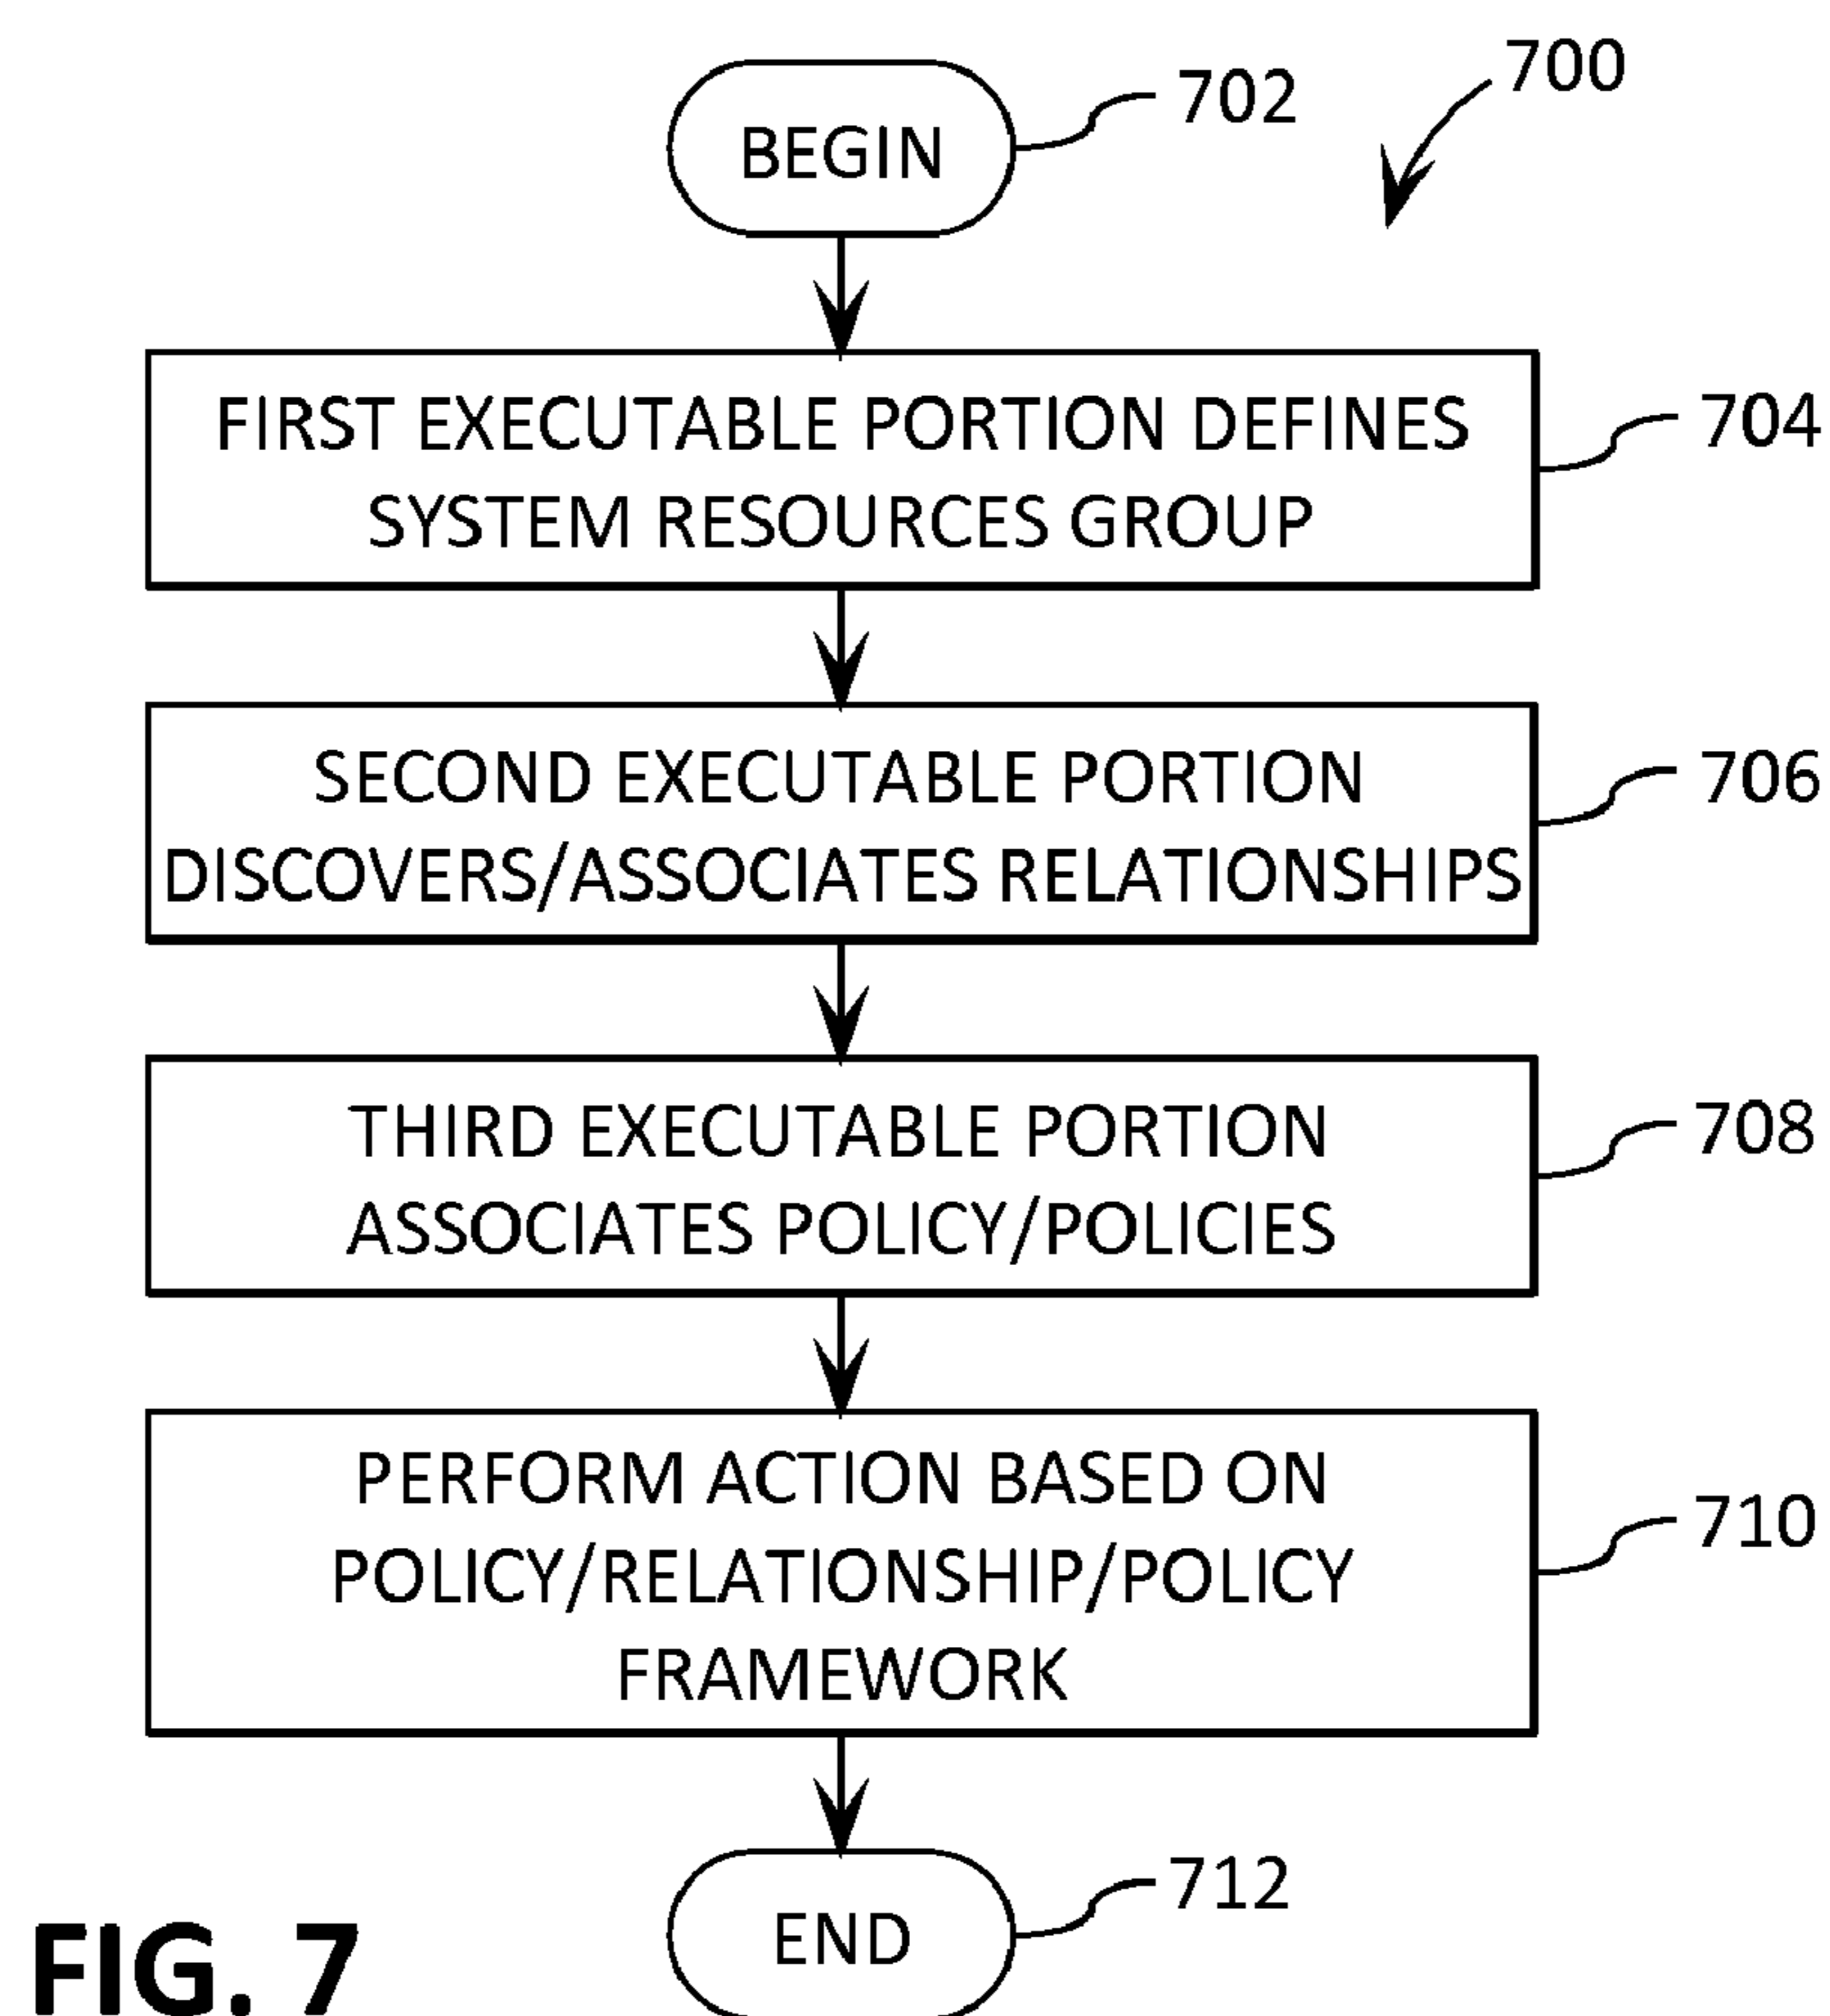 700
702
BEGIN
FIRST EXECUTABLE PORTION DEFINES
SYSTEM RESOURCES GROUP
704
SECOND EXECUTABLE PORTION
DISCOVERS/ASSOCIATES RELATIONSHIPS
706
THIRD EXECUTABLE PORTION
ASSOCIATES POLICY/POLICIES
708
PERFORM ACTION BASED ON
POLICY/RELATIONSHIP/POLICY
FRAMEWORK
710
END
712
FIG. 7